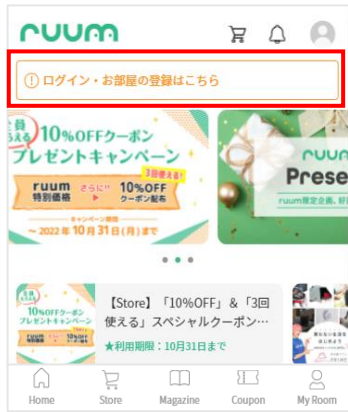 ruum
ログイン・お部屋の登録はこちら
10%OFFクーポン
プレゼントキャンペーン
3回使える!
ruum
特別価格
さらに!!
10%OFF
クーポン配布
キャンペーン期間
～2022年10月31日(月)まで
ruum
Prese
ruum限定企画、好
10%OFFクーポン
プレゼントキャンペーン
【Store】「10%OFF」＆「3回
使える」スペシャルクーポン…
★利用期限：10月31日まで
Home
Store
Magazine
Coupon
My Room